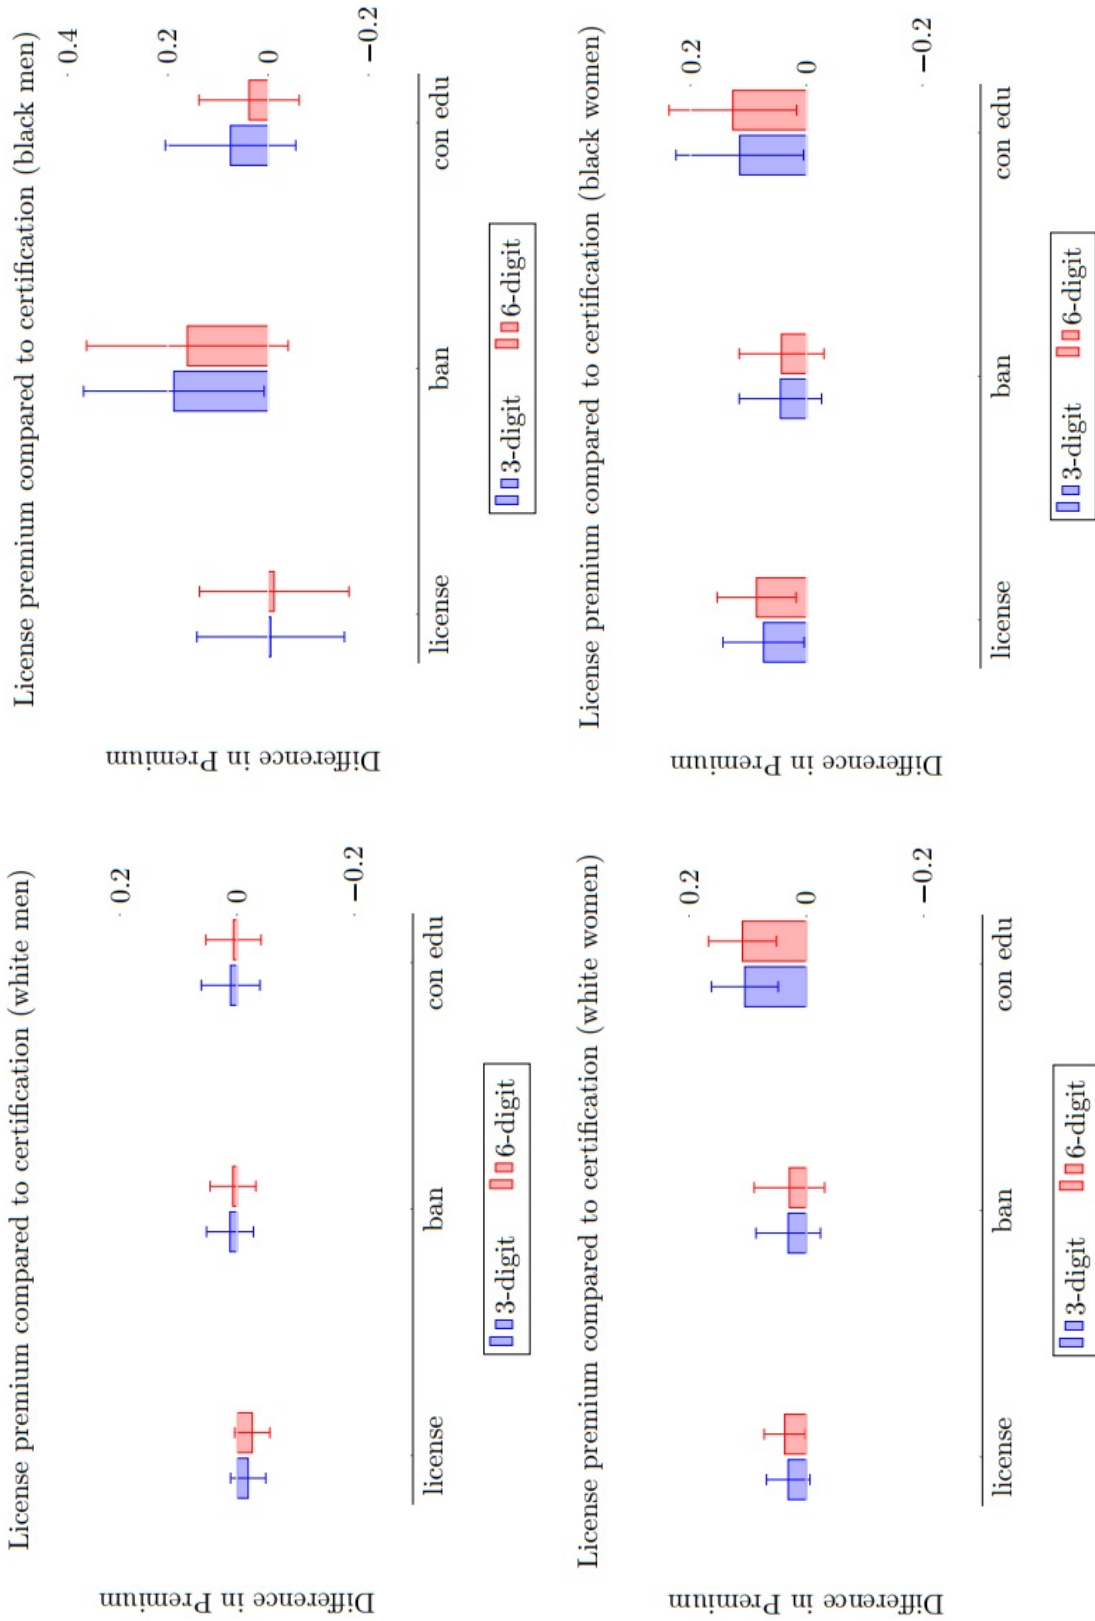 License premium compared to certification (white men)
Difference in Premium
0.2
0
−0.2
license
ban
con edu
3-digit 6-digit
License premium compared to certification (black men)
Difference in Premium
0.4
0.2
0
−0.2
license
ban
con edu
3-digit 6-digit
License premium compared to certification (white women)
Difference in Premium
0.2
0
−0.2
license
ban
con edu
3-digit 6-digit
License premium compared to certification (black women)
Difference in Premium
0.2
0
−0.2
license
ban
con edu
3-digit 6-digit